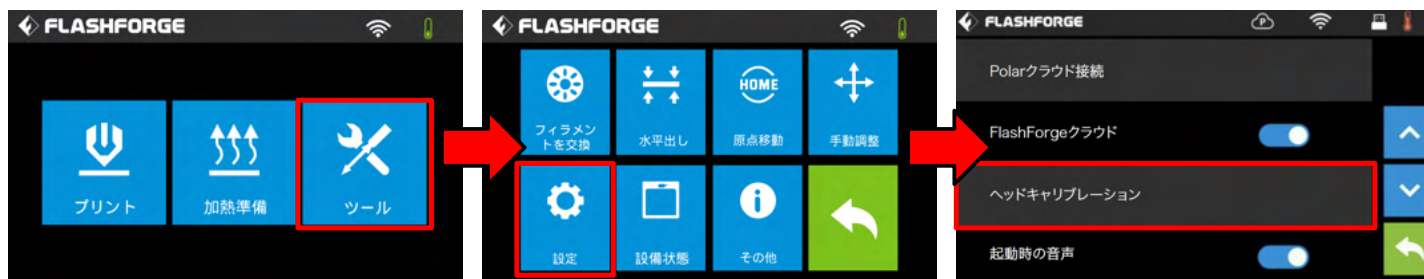 FLASHFORGE
プリント
加熱準備
ツール
FLASHFORGE
フィラメン
トを交換
水平出し
HOME
原点移動
手動調整
設定
設備状態
その他
FLASHFORGE
P
Polarクラウド接続
FlashForgeクラウド
ヘッドキャリブレーション
起動時の音声